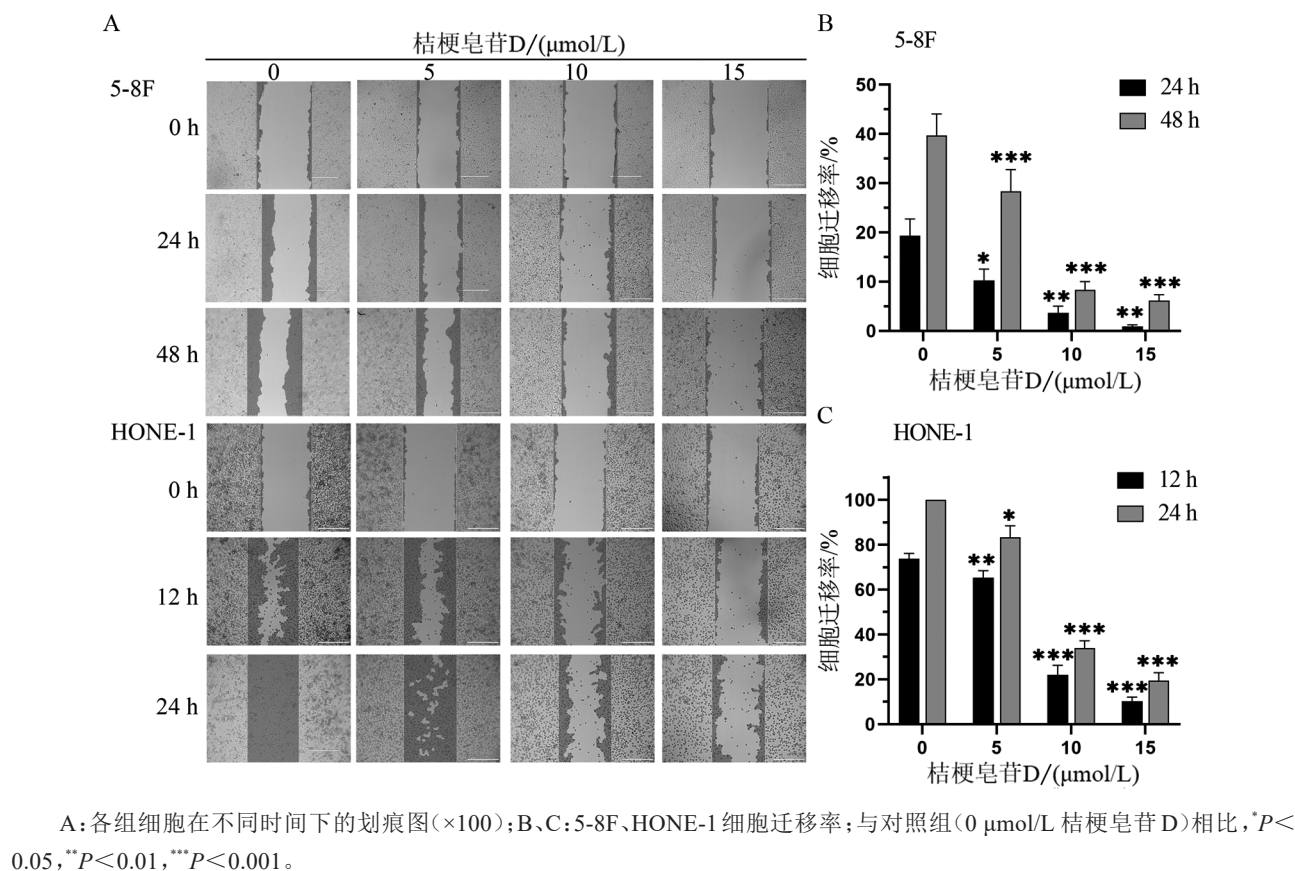 A
桔梗皂苷D/(μmol/L)
0 5 10 15
5-8F
0 h
24 h
48 h
HONE-1
0 h
12 h
24 h
B
5-8F
24 h
48 h
细胞迁移率/%
50
40
30
20
10
0
*
***
**
***
**
***
0 5 10 15
桔梗皂苷D/(μmol/L)
C
HONE-1
12 h
24 h
细胞迁移率/%
100
80
60
40
20
0
**
*
***
***
***
***
0 5 10 15
桔梗皂苷D/(μmol/L)
A:各组细胞在不同时间下的划痕图(×100);B、C:5-8F、HONE-1细胞迁移率;与对照组(0 μmol/L 桔梗皂苷 D)相比,*P<
0.05,**P<0.01,***P<0.001。